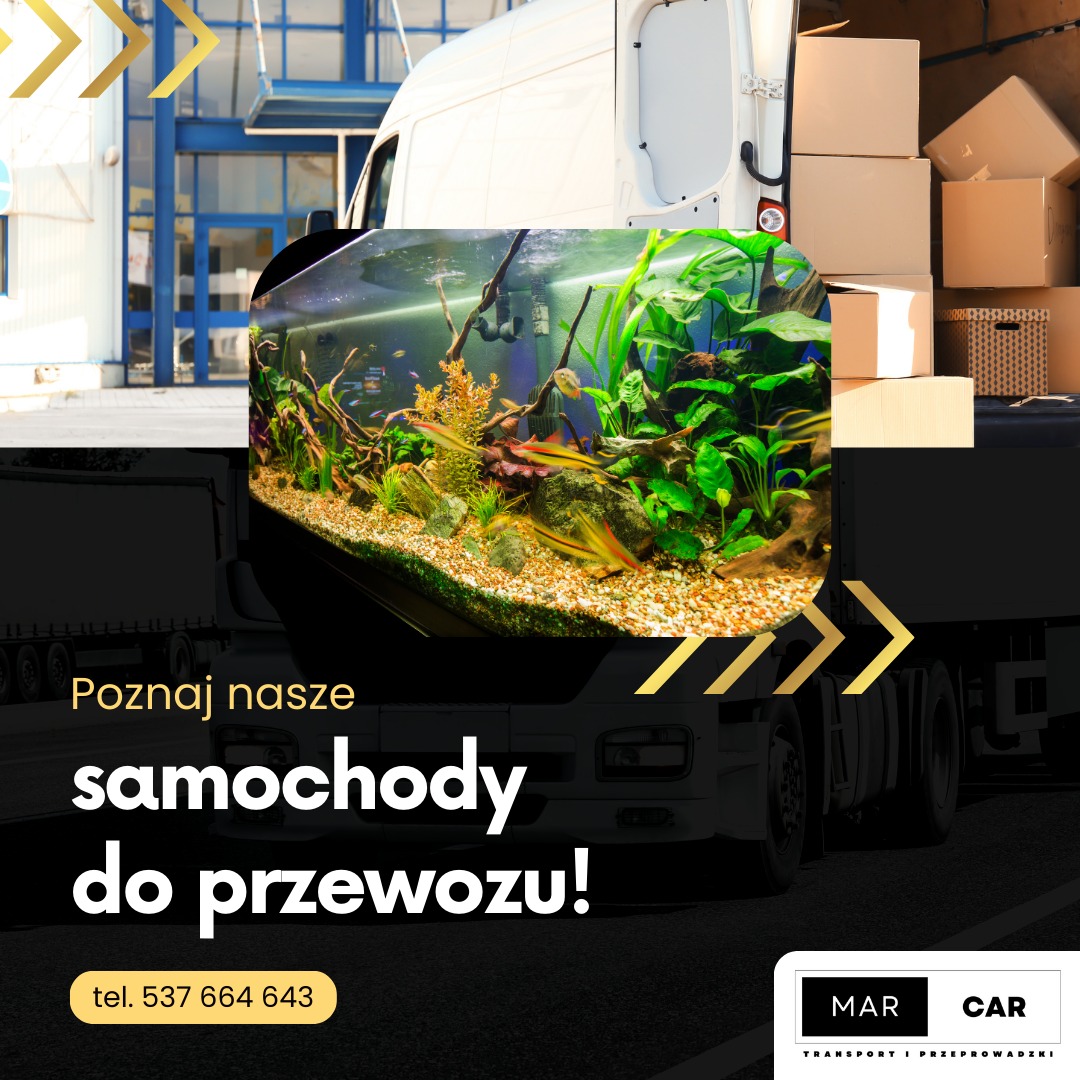 Poznaj nasze
samochody
do przewozu!
tel. 537 664 643
MAR CAR
TRANSPORT I PRZEPROWADZKI